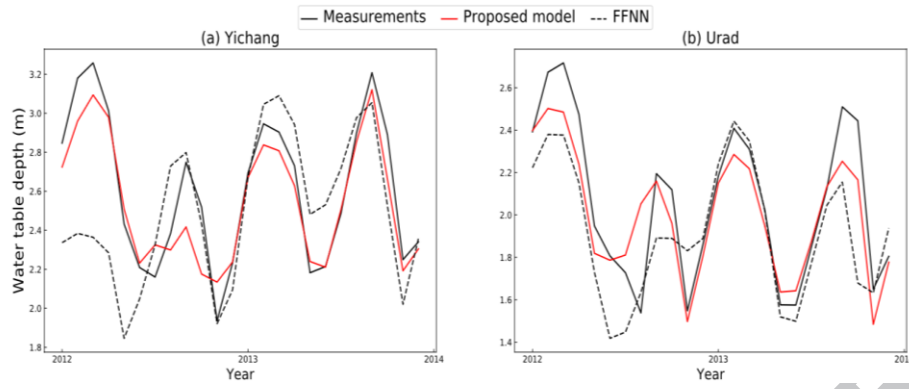 Measurements Proposed model FFNN
(a) Yichang (b) Urad
Water table depth (m)
3.2
3.0
2.8
2.6
2.4
2.2
2.0
1.8
2012 2013 2014
Year
2.6
2.4
2.2
2.0
1.8
1.6
1.4
2012 2013 201
Year